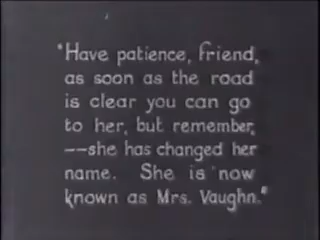 "Have patience, friend,
as soon as the road
is clear you can go
to her, but remember,
--she has changed her
name. She is now
known as Mrs. Vaughn."